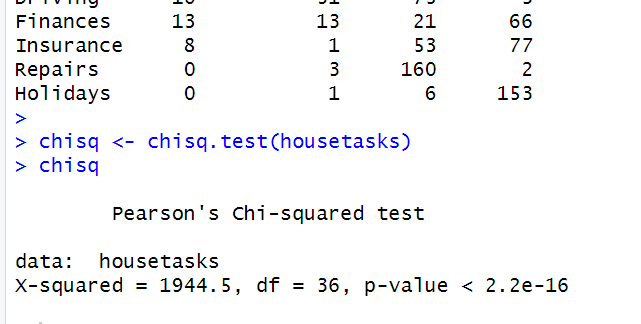 Finances 13 13 21 66
Insurance 8 1 53 77
Repairs 0 3 160 2
Holidays 0 1 6 153
>
> chisq <- chisq.test(housetasks)
> chisq
Pearson's Chi-squared test
data: housetasks
X-squared = 1944.5, df = 36, p-value < 2.2e-16